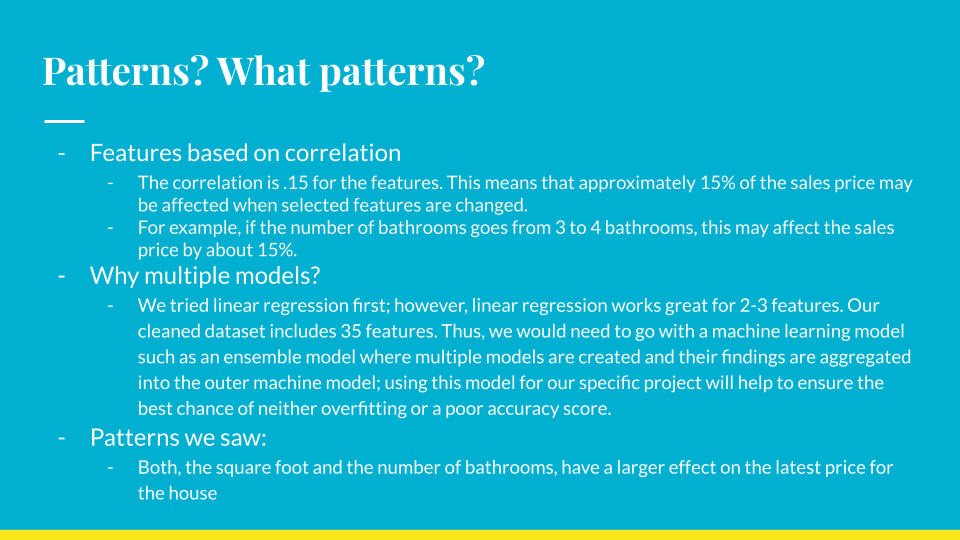 Patterns? What patterns?
- Features based on correlation
- The correlation is .15 for the features. This means that approximately 15% of the sales price may
be affected when selected features are changed.
- For example, if the number of bathrooms goes from 3 to 4 bathrooms, this may affect the sales
price by about 15%.
- Why multiple models?
- We tried linear regression first; however, linear regression works great for 2-3 features. Our
cleaned dataset includes 35 features. Thus, we would need to go with a machine learning model
such as an ensemble model where multiple models are created and their findings are aggregated
into the outer machine model; using this model for our specific project will help to ensure the
best chance of neither overfitting or a poor accuracy score.
- Patterns we saw:
- Both, the square foot and the number of bathrooms, have a larger effect on the latest price for
the house